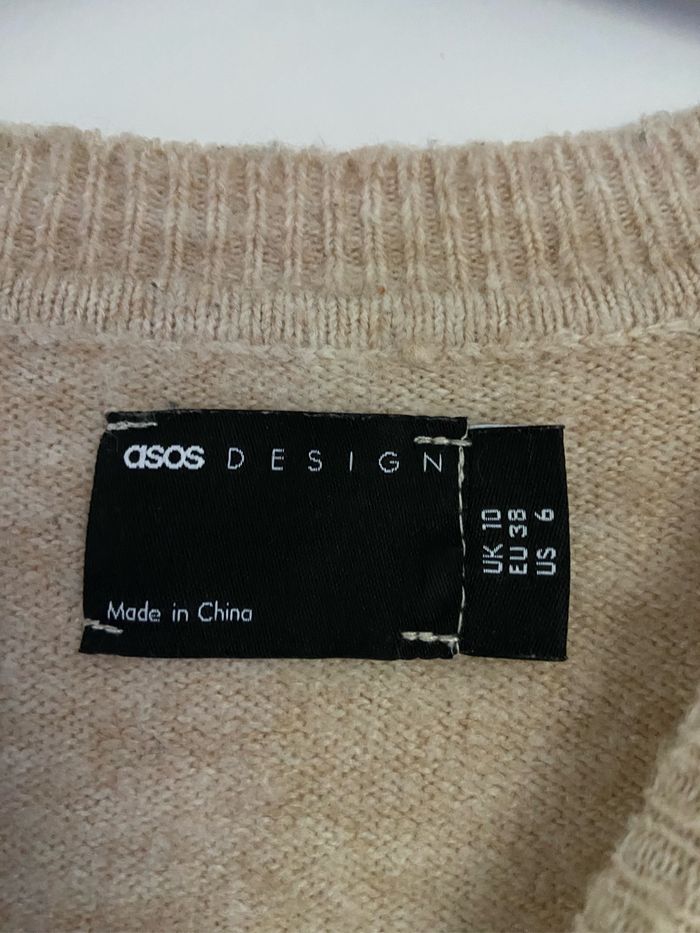 asos DESIGN
Made in China
UK 10
EU 38
US 6